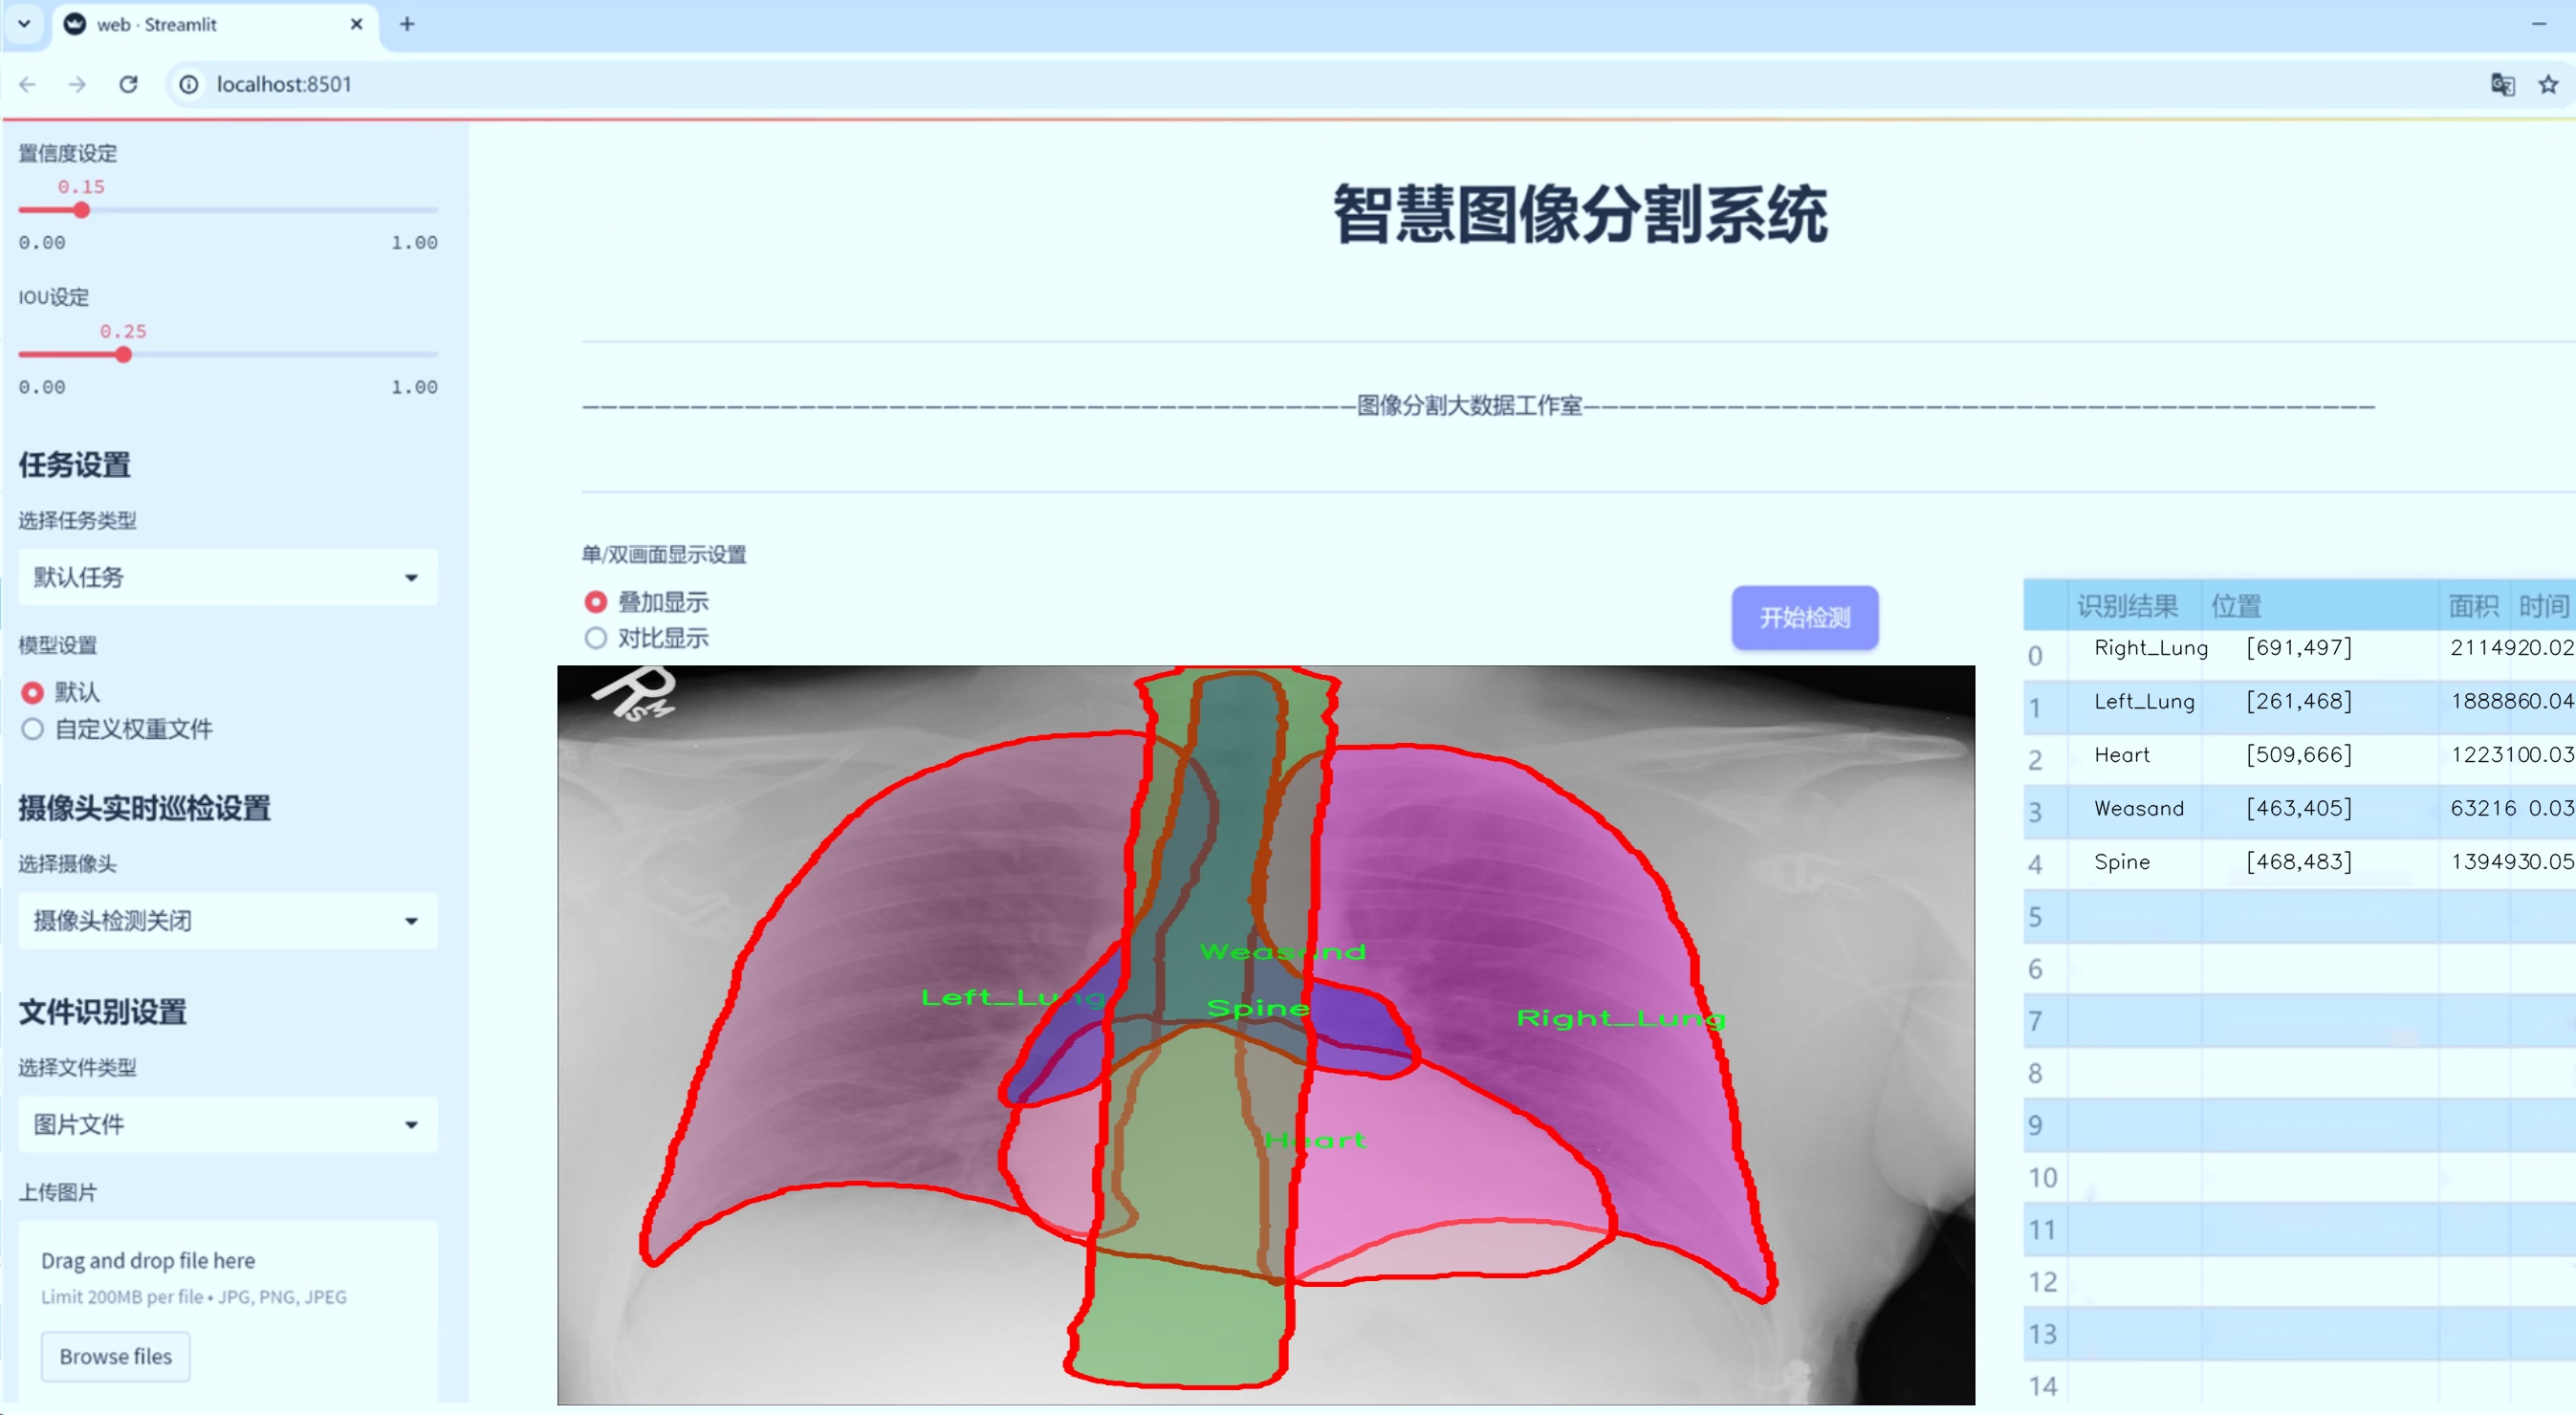 web · Streamlit
localhost:8501
置信度设定
0.15
0.00 1.00
IOU设定
0.25
0.00 1.00
任务设置
选择任务类型
默认任务
模型设置
默认
自定义权重文件
摄像头实时巡检设置
选择摄像头
摄像头检测关闭
文件识别设置
选择文件类型
图片文件
上传图片
Drag and drop file here
Limit 200MB per file • JPG, PNG, JPEG
Browse files
智慧图像分割系统
———————————————————————————————————————————图像分割大数据工作室————————————————————————————————————————————
单/双画面显示设置
叠加显示
对比显示
开始检测
RSM
Weasand
Left_Lung
Spine
Right_Lung
Heart
识别结果 位置 面积 时间
0 Right_Lung [691,497] 2114920.02
1 Left_Lung [261,468] 1888860.04
2 Heart [509,666] 1223100.03
3 Weasand [463,405] 63216 0.03
4 Spine [468,483] 1394930.05
5
6
7
8
9
10
11
12
13
14